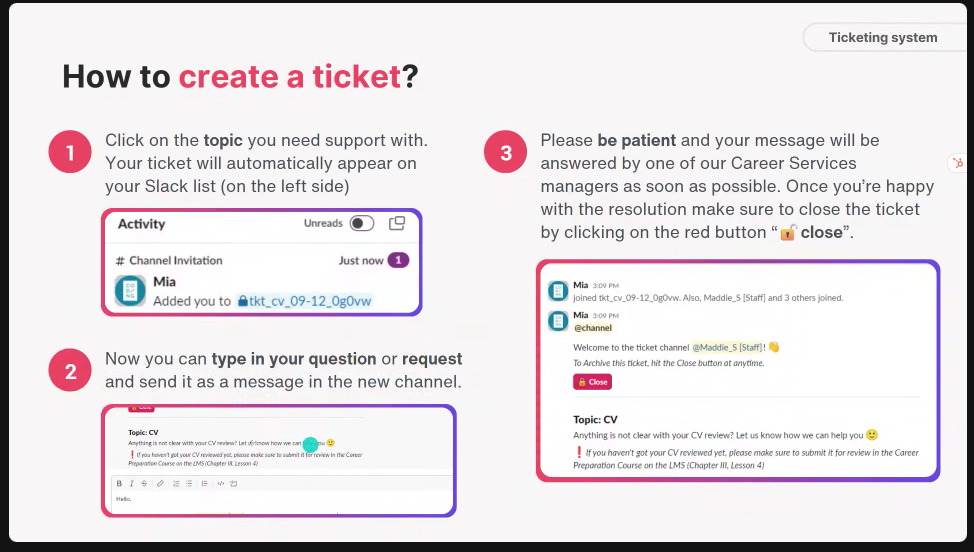 Ticketing system
How to create a ticket?
1
Click on the topic you need support with.
Your ticket will automatically appear on
your Slack list (on the left side)
Activity
Unreads
# Channel Invitation
Just now 1
Mia
Added you to 🔒tkt_cv_09-12_0g0vw
2
Now you can type in your question or request
and send it as a message in the new channel.
Topic: CV
Anything is not clear with your CV review? Let us know how we can you 🙂
❗ If you haven't got your CV reviewed yet, please make sure to submit it for review in the Career
Preparation Course on the LMS (Chapter III, Lesson 4)
B I S
Hello,
3
Please be patient and your message will be
answered by one of our Career Services
managers as soon as possible. Once you’re happy
with the resolution make sure to close the ticket
by clicking on the red button “🔓 close”.
Mia 3:09 PM
joined tkt_cv_09-12_0g0vw. Also, Maddie_S [Staff] and 3 others joined.
Mia 3:09 PM
@channel
Welcome to the ticket channel @Maddie_S [Staff]! 👋
To Archive this ticket, hit the Close button at anytime.
🔒 Close
Topic: CV
Anything is not clear with your CV review? Let us know how we can help you 🙂
❗ If you haven't got your CV reviewed yet, please make sure to submit it for review in the Career
Preparation Course on the LMS (Chapter III, Lesson 4)